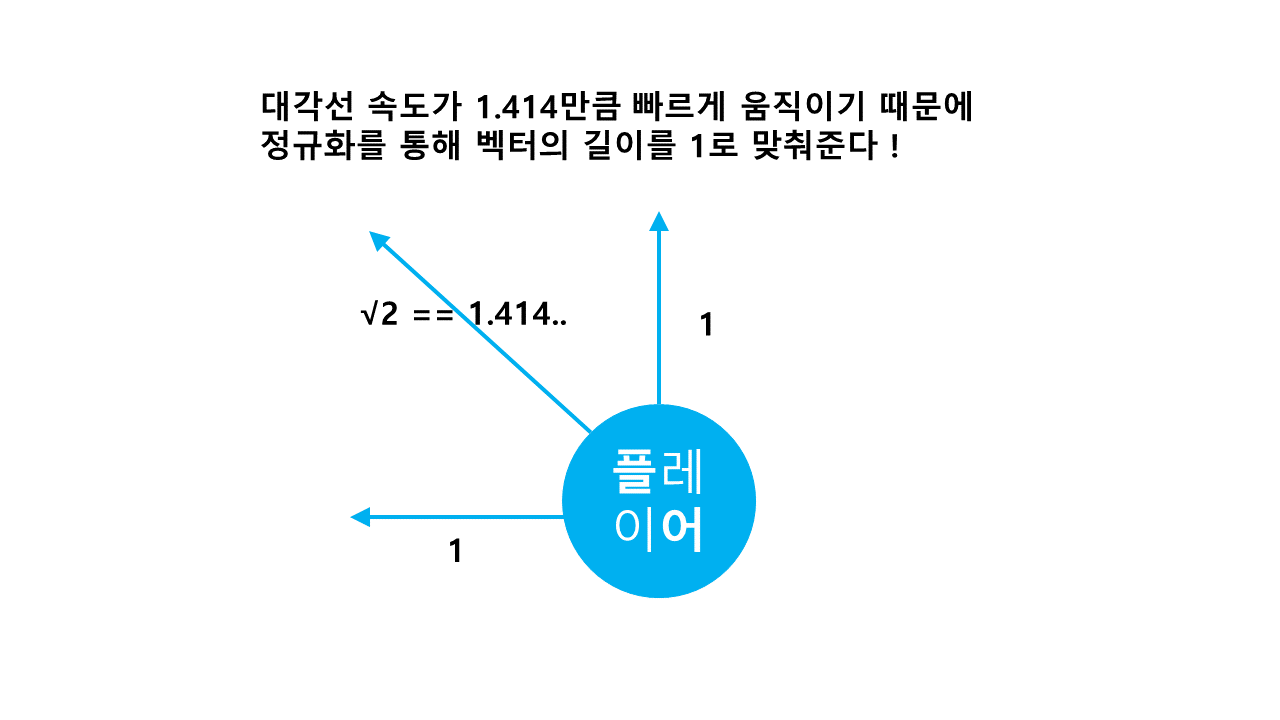 대각선 속도가 1.414만큼 빠르게 움직이기 때문에
정규화를 통해 벡터의 길이를 1로 맞춰준다 !
√2 == 1.414..
1
플레
이어
1